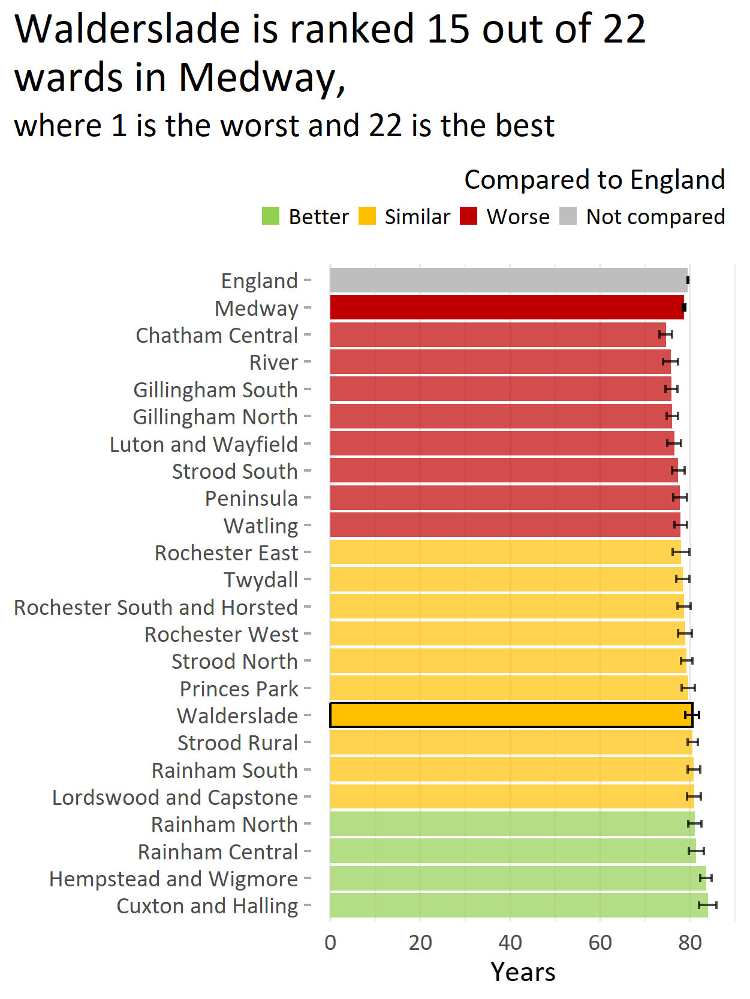 Walderslade is ranked 15 out of 22
wards in Medway,
where 1 is the worst and 22 is the best
Compared to England
Better Similar Worse Not compared
England
Medway
Chatham Central
River
Gillingham South
Gillingham North
Luton and Wayfield
Strood South
Peninsula
Watling
Rochester East
Twydall
Rochester South and Horsted
Rochester West
Strood North
Princes Park
Walderslade
Strood Rural
Rainham South
Lordswood and Capstone
Rainham North
Rainham Central
Hempstead and Wigmore
Cuxton and Halling
0 20 40 60 80
Years